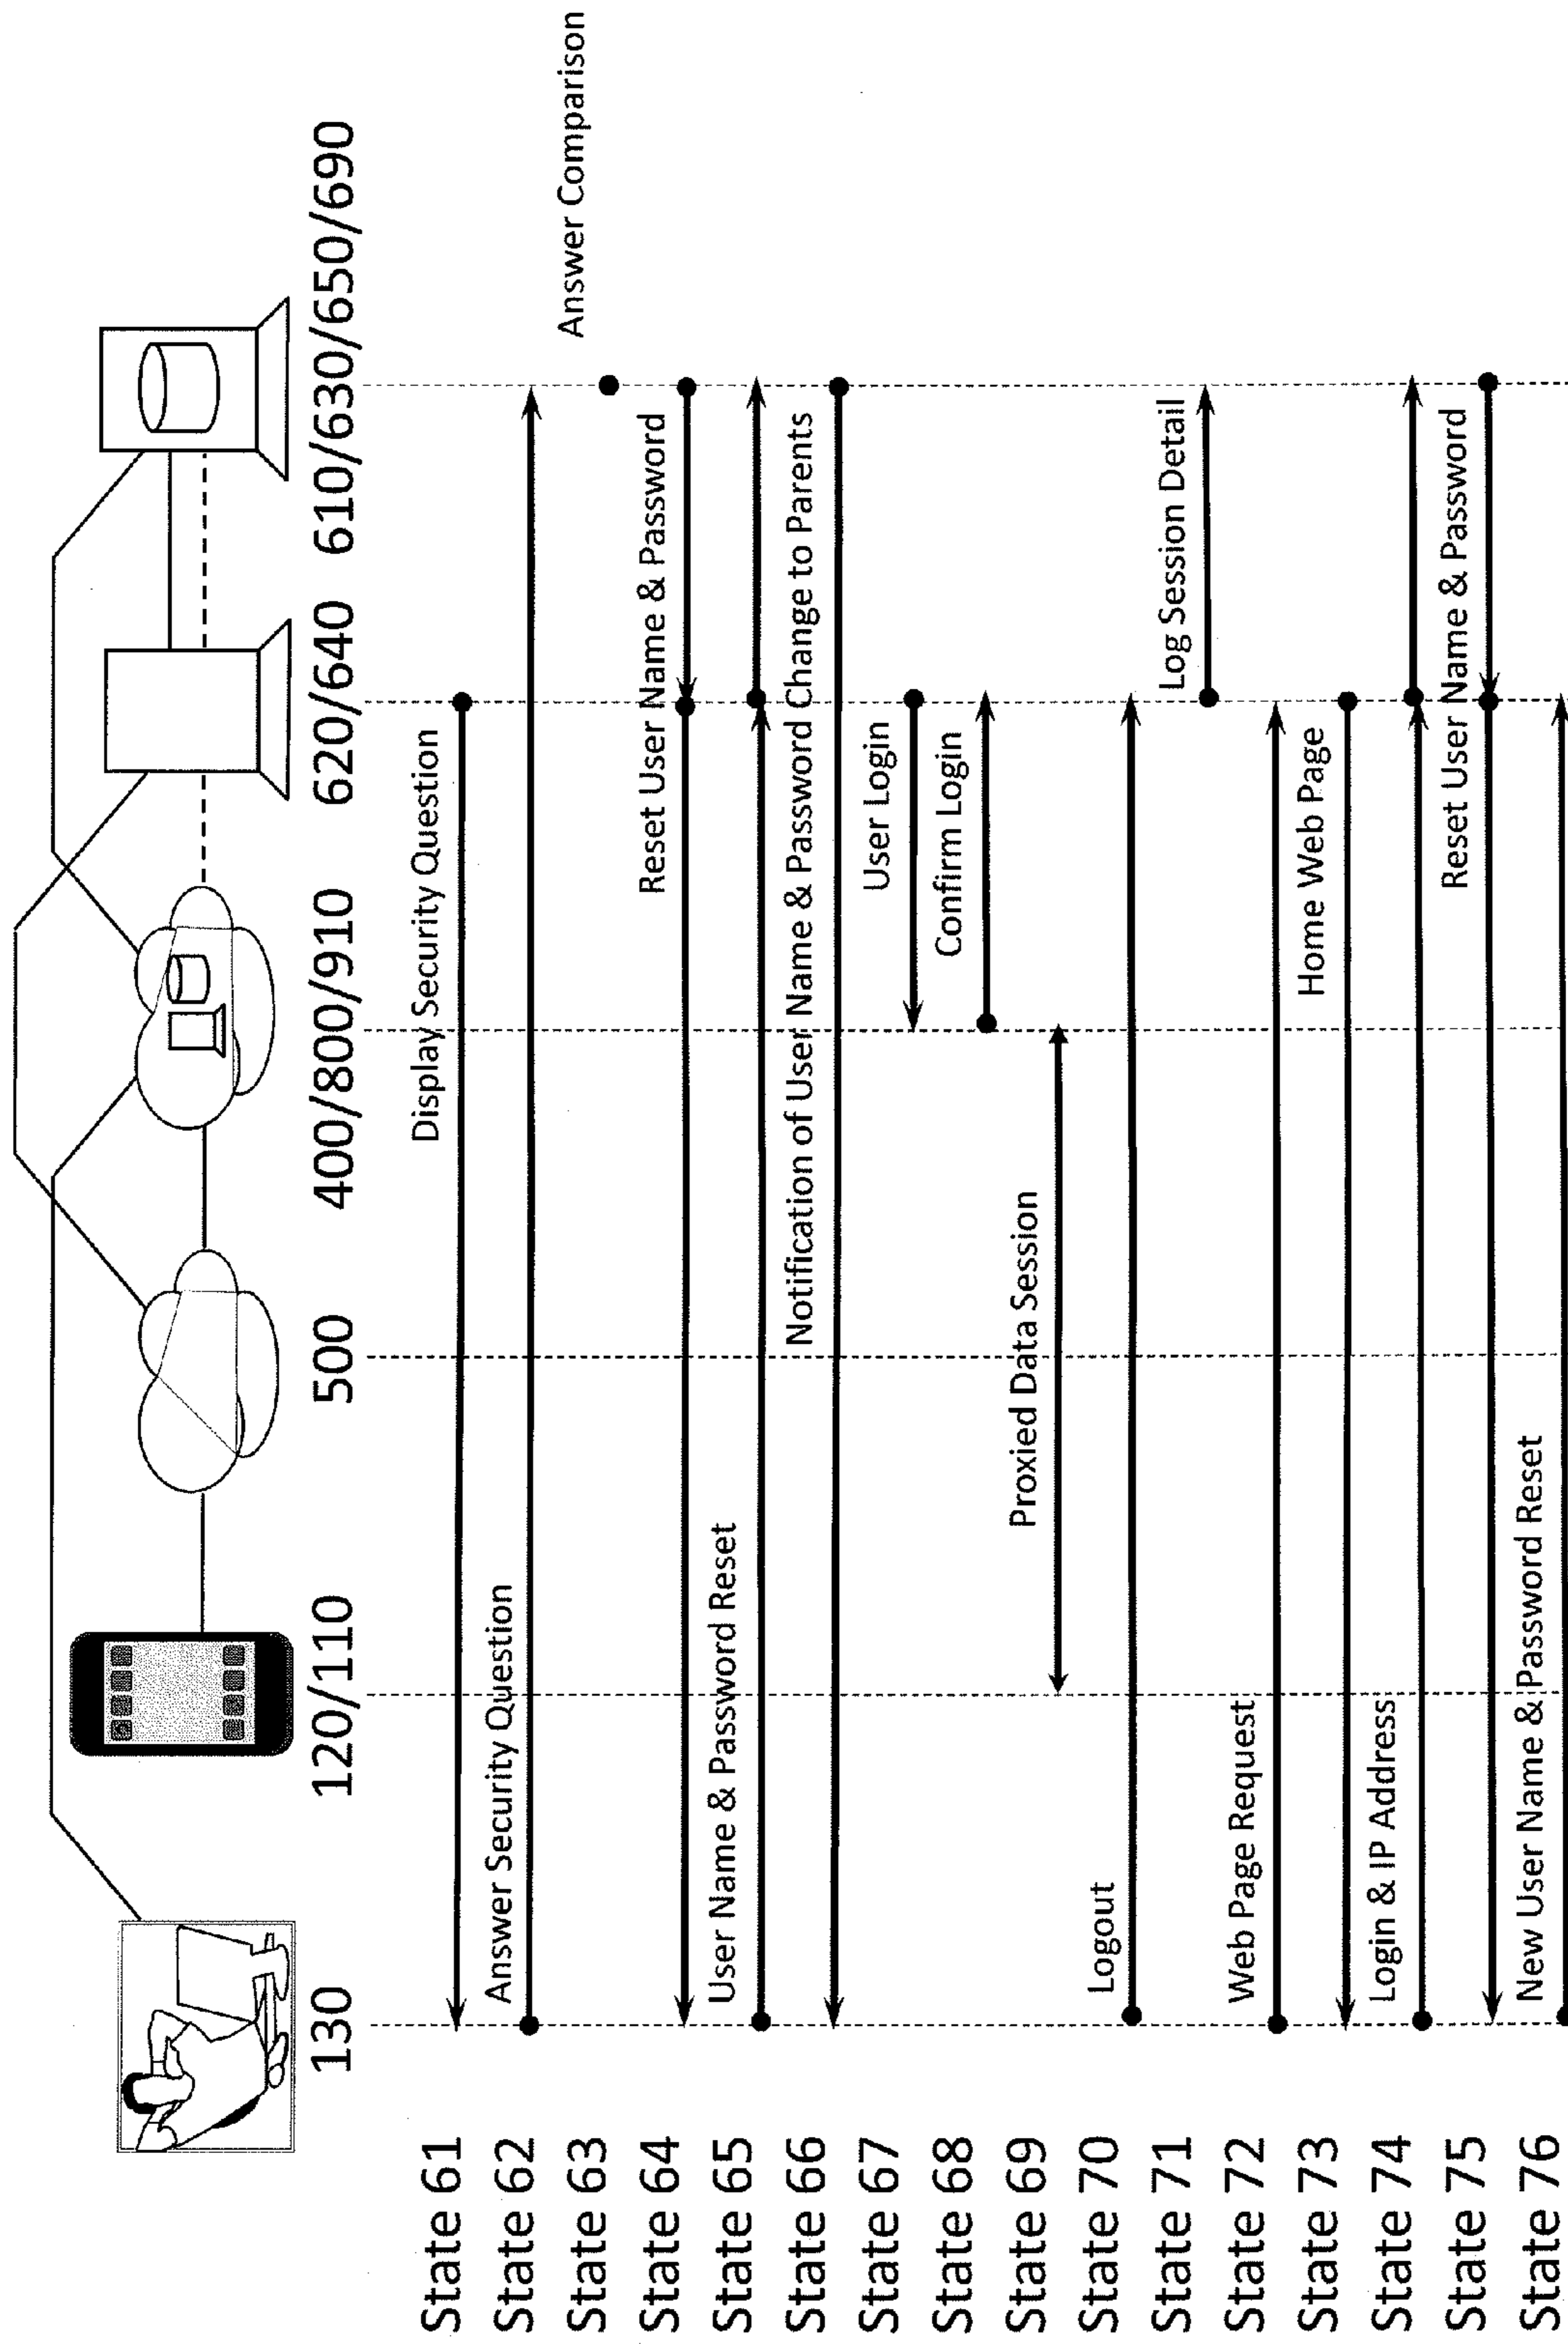 130 120/110 500 400/800/910 620/640 610/630/650/690
State 61 Display Security Question
State 62 Answer Security Question
State 63 Answer Comparison
State 64 Reset User Name & Password
State 65 User Name & Password Reset
State 66 Notification of User Name & Password Change to Parents
State 67 User Login
State 68 Confirm Login
State 69 Proxied Data Session
State 70 Logout
State 71 Log Session Detail
State 72 Web Page Request
State 73 Home Web Page
State 74 Login & IP Address
State 75 Reset User Name & Password
State 76 New User Name & Password Reset